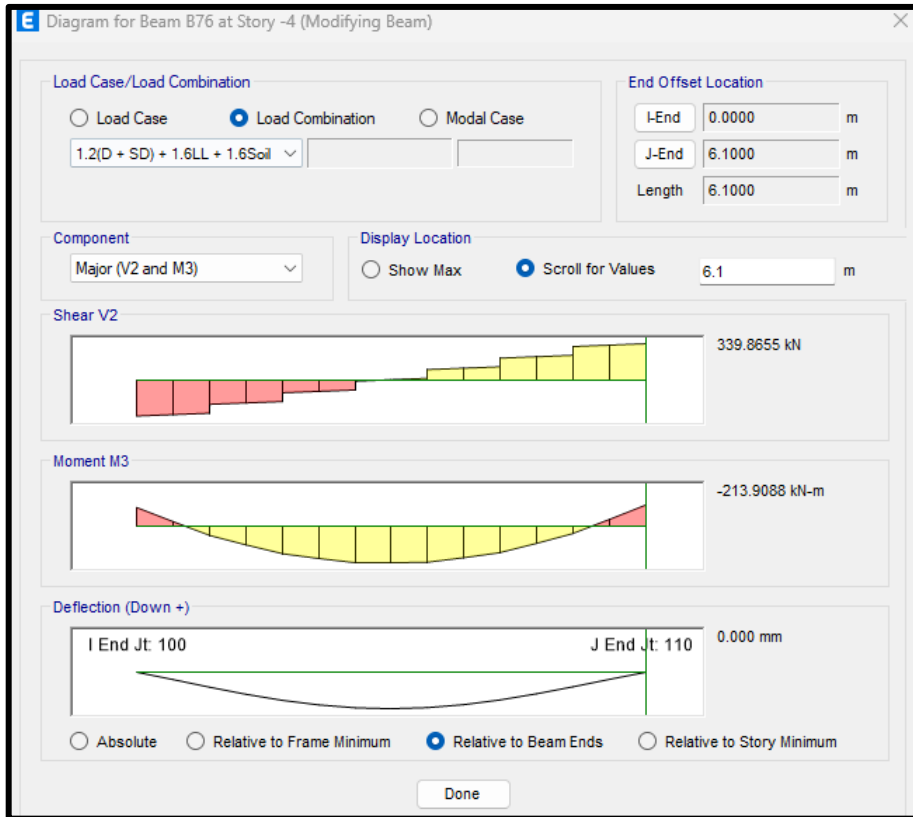 E Diagram for Beam B76 at Story -4 (Modifying Beam)
Load Case/Load Combination
Load Case Load Combination Modal Case
1.2(D + SD) + 1.6LL + 1.6Soil
End Offset Location
I-End 0.0000 m
J-End 6.1000 m
Length 6.1000 m
Component
Major (V2 and M3)
Display Location
Show Max Scroll for Values 6.1 m
Shear V2
339.8655 kN
Moment M3
-213.9088 kN-m
Deflection (Down +)
I End Jt: 100 J End Jt: 110 0.000 mm
Absolute Relative to Frame Minimum Relative to Beam Ends Relative to Story Minimum
Done